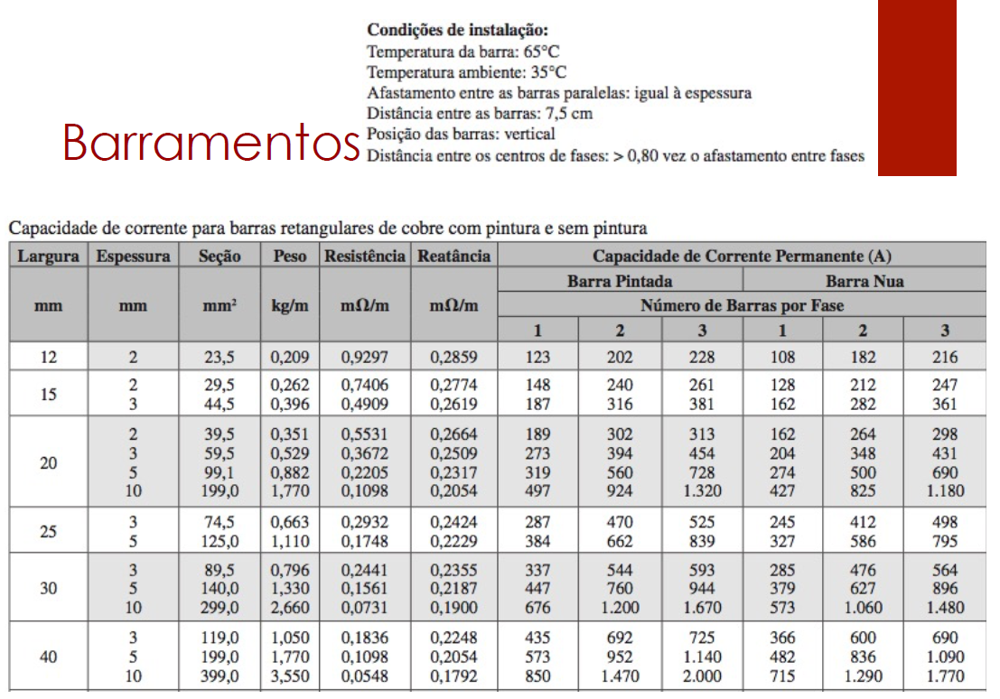 Condições de instalação:
Temperatura da barra: 65°C
Temperatura ambiente: 35°C
Afastamento entre as barras paralelas: igual à espessura
Distância entre as barras: 7,5 cm
Posição das barras: vertical
Distância entre os centros de fases: > 0,80 vez o afastamento entre fases
Barramentos
Capacidade de corrente para barras retangulares de cobre com pintura e sem pintura
Largura Espessura Seção Peso Resistência Reatância Capacidade de Corrente Permanente (A)
Barra Pintada Barra Nua
mm mm mm² kg/m mΩ/m mΩ/m Número de Barras por Fase
1 2 3 1 2 3
12 2 23,5 0,209 0,9297 0,2859 123 202 228 108 182 216
15 2 29,5 0,262 0,7406 0,2774 148 240 261 128 212 247
3 44,5 0,396 0,4909 0,2619 187 316 381 162 282 361
20 2 39,5 0,351 0,5531 0,2664 189 302 313 162 264 298
3 59,5 0,529 0,3672 0,2509 273 394 454 204 348 431
5 99,1 0,882 0,2205 0,2317 319 560 728 274 500 690
10 199,0 1,770 0,1098 0,2054 497 924 1.320 427 825 1.180
25 3 74,5 0,663 0,2932 0,2424 287 470 525 245 412 498
5 125,0 1,110 0,1748 0,2229 384 662 839 327 586 795
30 3 89,5 0,796 0,2441 0,2355 337 544 593 285 476 564
5 140,0 1,330 0,1561 0,2187 447 760 944 379 627 896
10 299,0 2,660 0,0731 0,1900 676 1.200 1.670 573 1.060 1.480
40 3 119,0 1,050 0,1836 0,2248 435 692 725 366 600 690
5 199,0 1,770 0,1098 0,2054 573 952 1.140 482 836 1.090
10 399,0 3,550 0,0548 0,1792 850 1.470 2.000 715 1.290 1.770